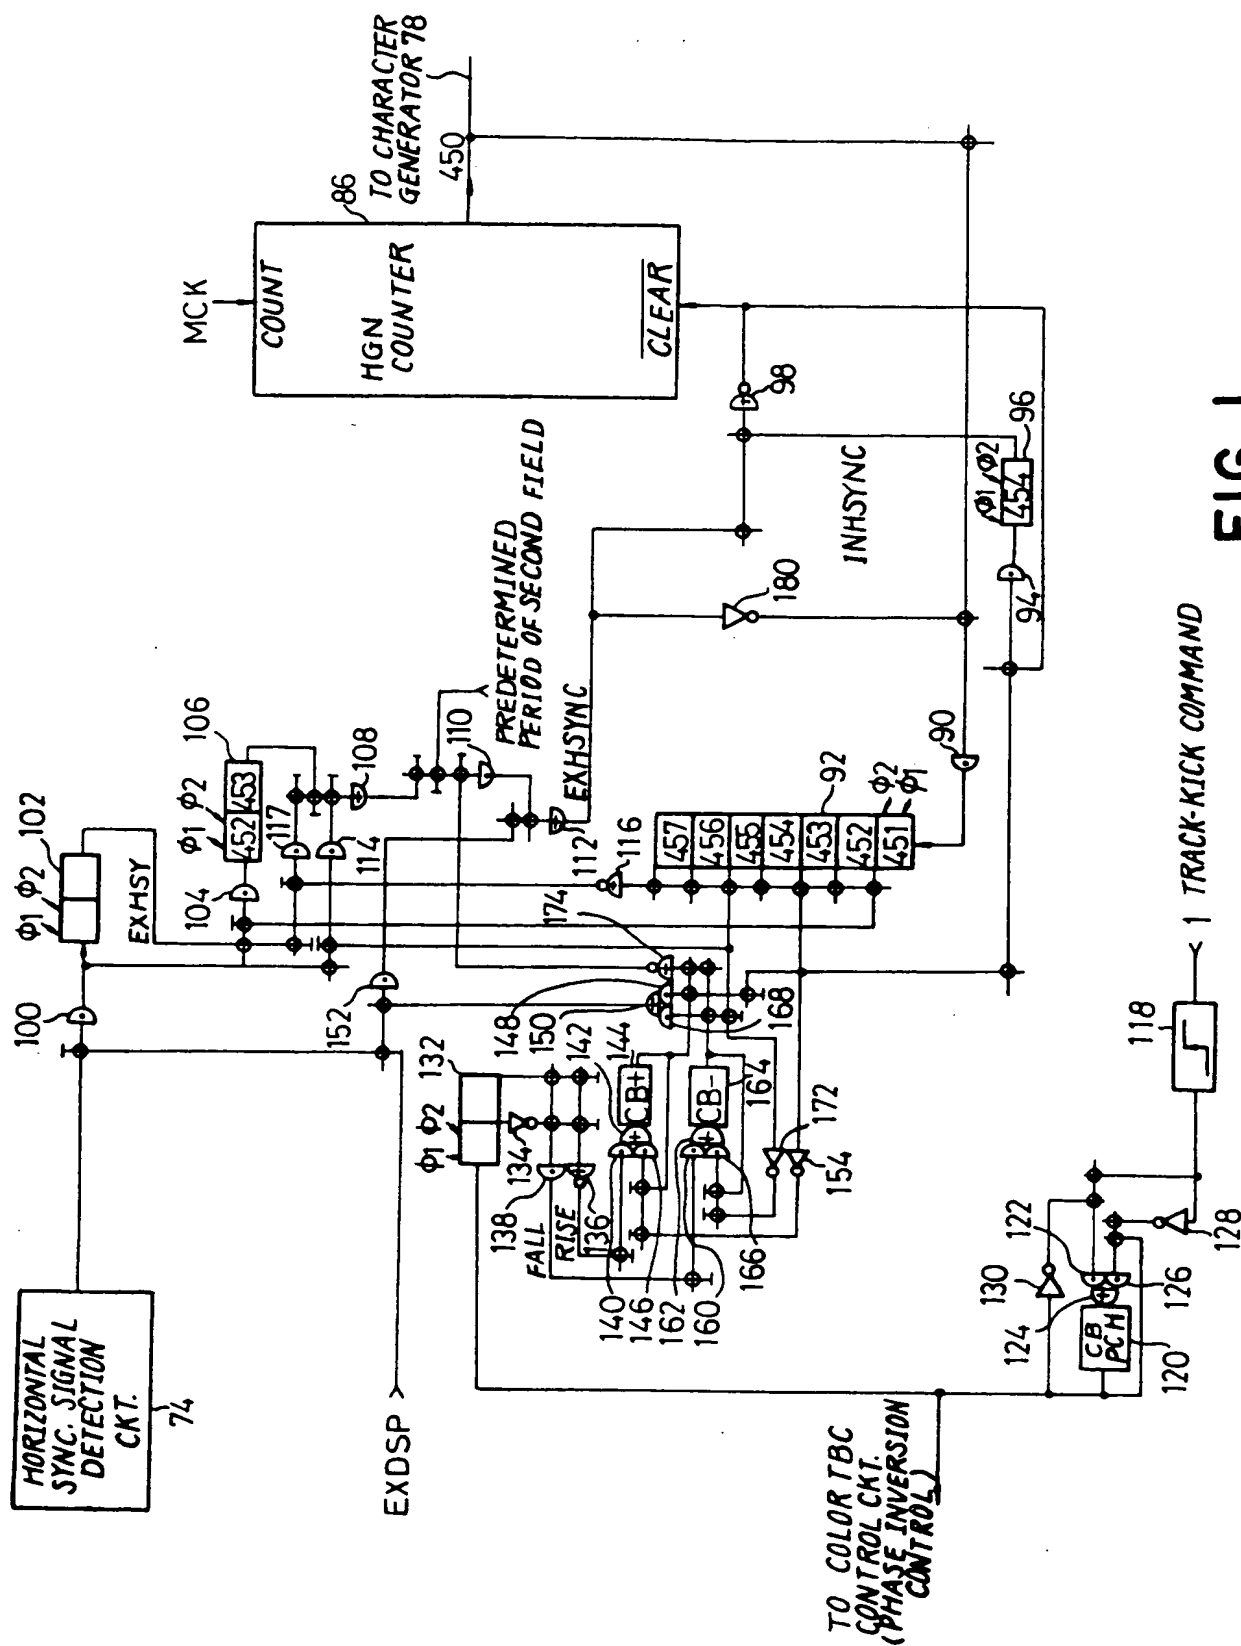 HORIZONTAL
SYNC. SIGNAL
DETECTION
CKT.
74
EXDSP
TO COLOR TBC
CONTROL CKT.
(PHASE INVERSION
CONTROL)
100
EXHSY
Φ1 Φ2
102
104
Φ1 Φ2
106
452 453
117
114
108
110
112
PREDETERMINED
PERIOD OF SECOND FIELD
EXHSYNC
MCK
COUNT
HGN
COUNTER
CLEAR
86
450
TO CHARACTER
GENERATOR 78
98
INHSYNC
180
90
94
Φ1 Φ2
454
96
116
457
456
455
454
453
452
451
92
Φ2
Φ1
152
174
148
150
168
142
144
CB+
CB-
164
172
154
Φ1 Φ2
132
134
138
136
FALL
RISE
140
146
162
160
166
130
122
124
126
128
CB
PCH
120
118
1 TRACK-KICK COMMAND
FIG. 1